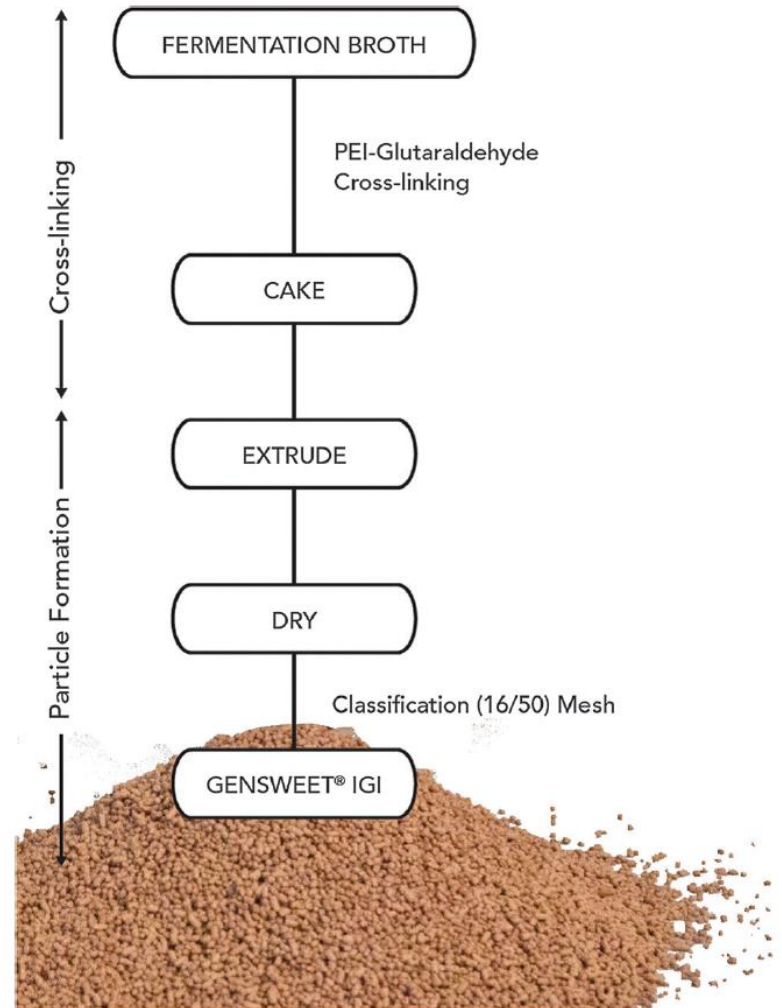 FERMENTATION BROTH
PEI-Glutaraldehyde
Cross-linking
Cross-linking
CAKE
EXTRUDE
Particle Formation
DRY
Classification (16/50) Mesh
GENSWEET® IGI